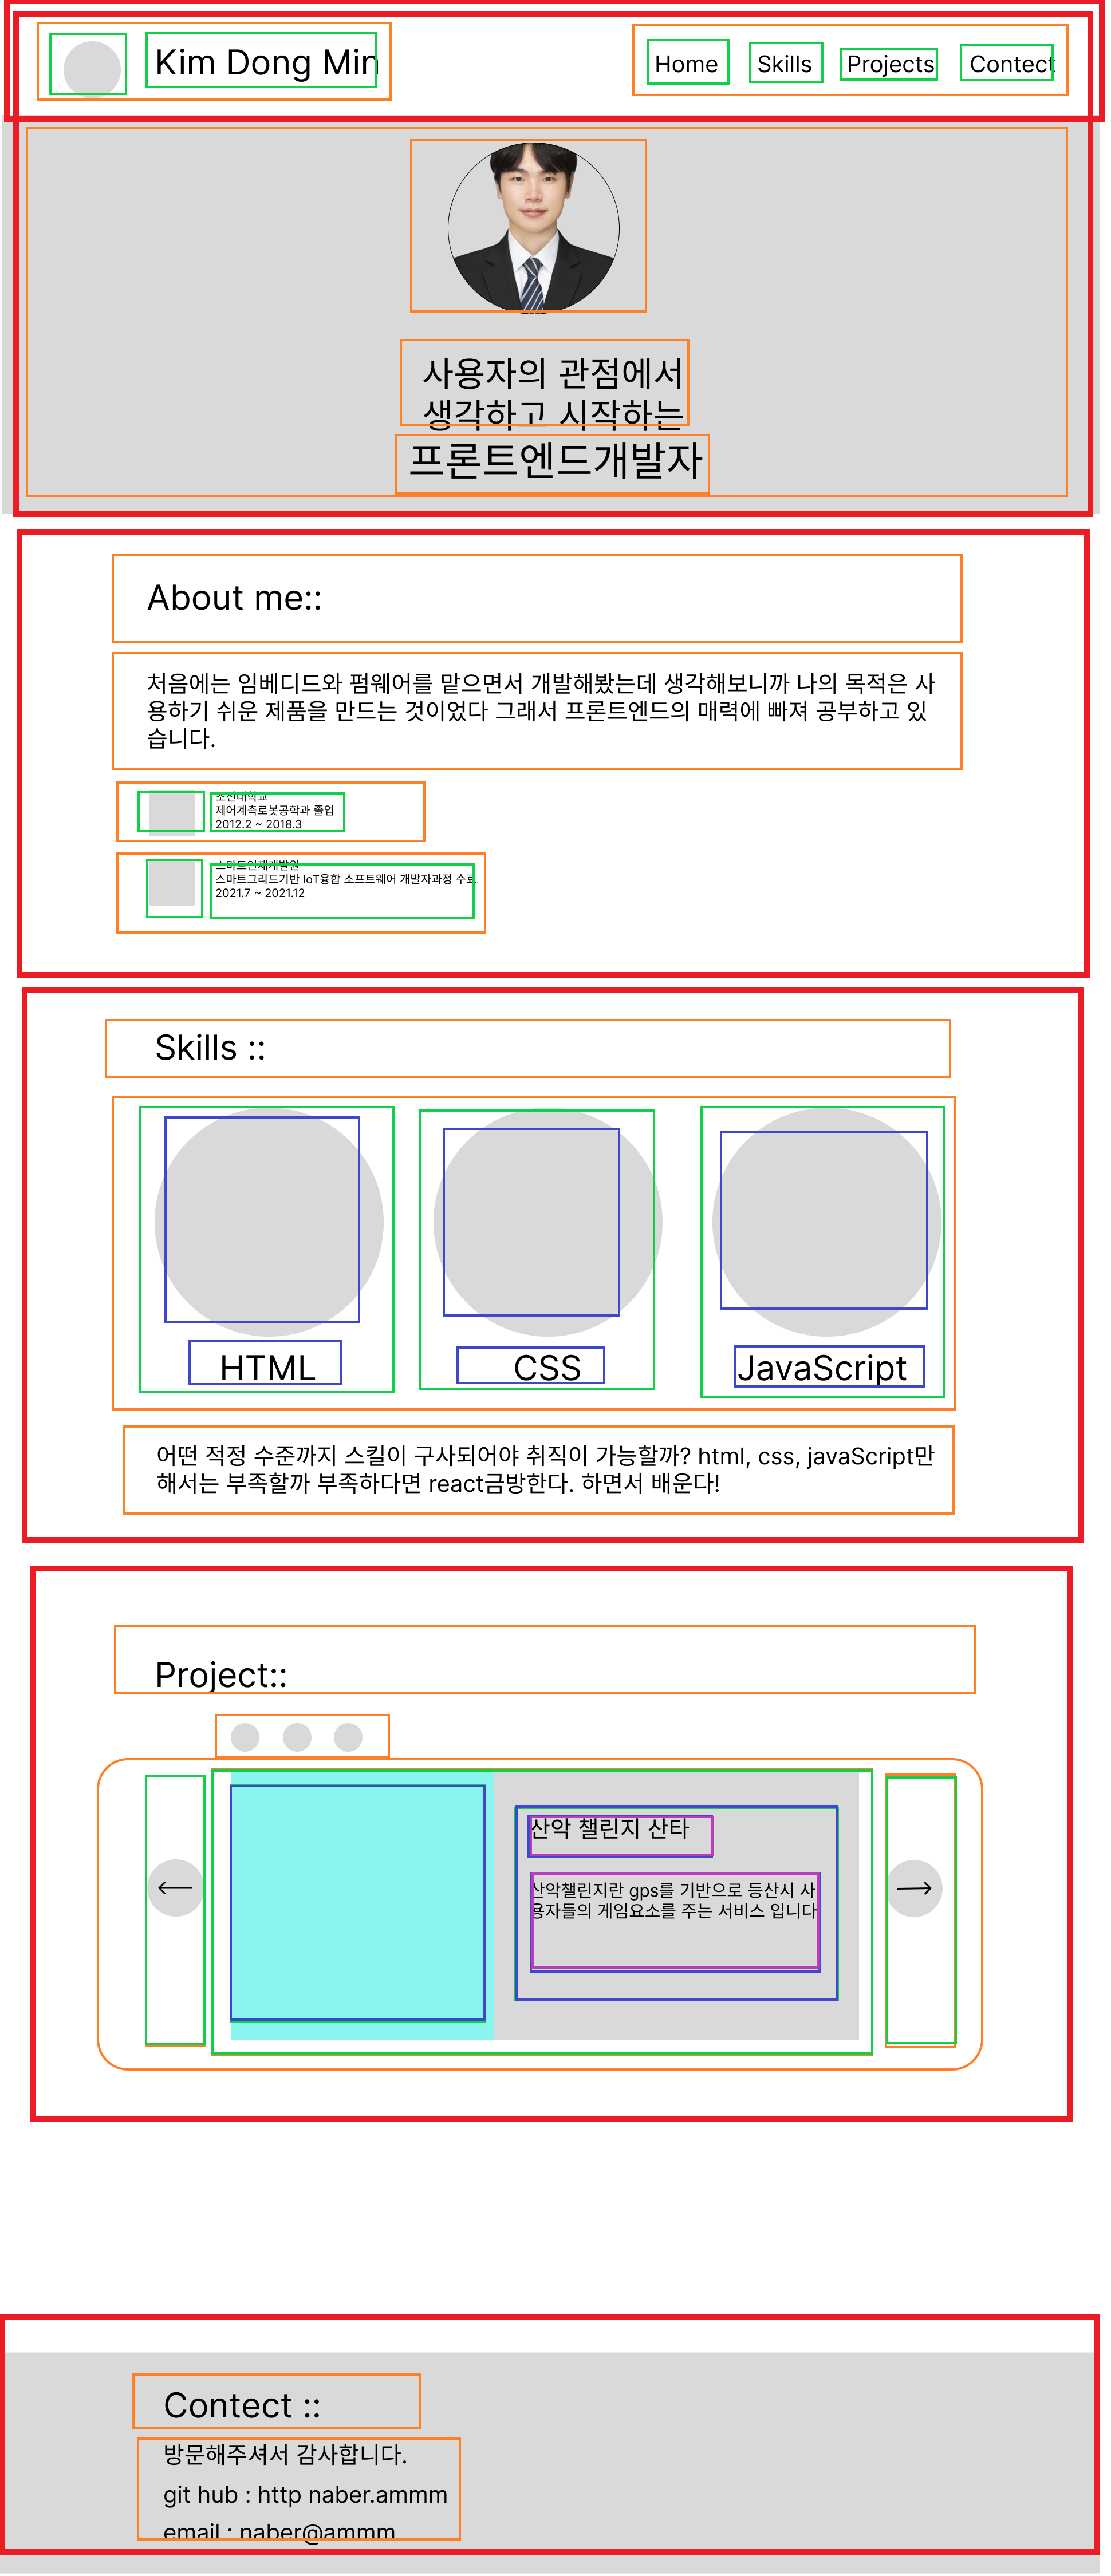 Kim Dong Min
Home Skills Projects Contect
사용자의 관점에서
생각하고 시작하는
프론트엔드개발자
About me::
처음에는 임베디드와 펌웨어를 맡으면서 개발해봤는데 생각해보니까 나의 목적은 사
용하기 쉬운 제품을 만드는 것이었다 그래서 프론트엔드의 매력에 빠져 공부하고 있
습니다.
조선대학교
제어계측로봇공학과 졸업
2012.2 ~ 2018.3
스마트인재개발원
스마트그리드기반 IoT융합 소프트웨어 개발자과정 수료
2021.7 ~ 2021.12
Skills ::
HTML
CSS
JavaScript
어떤 적정 수준까지 스킬이 구사되어야 취직이 가능할까? html, css, javaScript만
해서는 부족할까 부족하다면 react금방한다. 하면서 배운다!
Project::
산악 챌린지 산타
산악챌린지란 gps를 기반으로 등산시 사
용자들의 게임요소를 주는 서비스 입니다
Contect ::
방문해주셔서 감사합니다.
git hub : http naber.ammm
email : naber@ammm